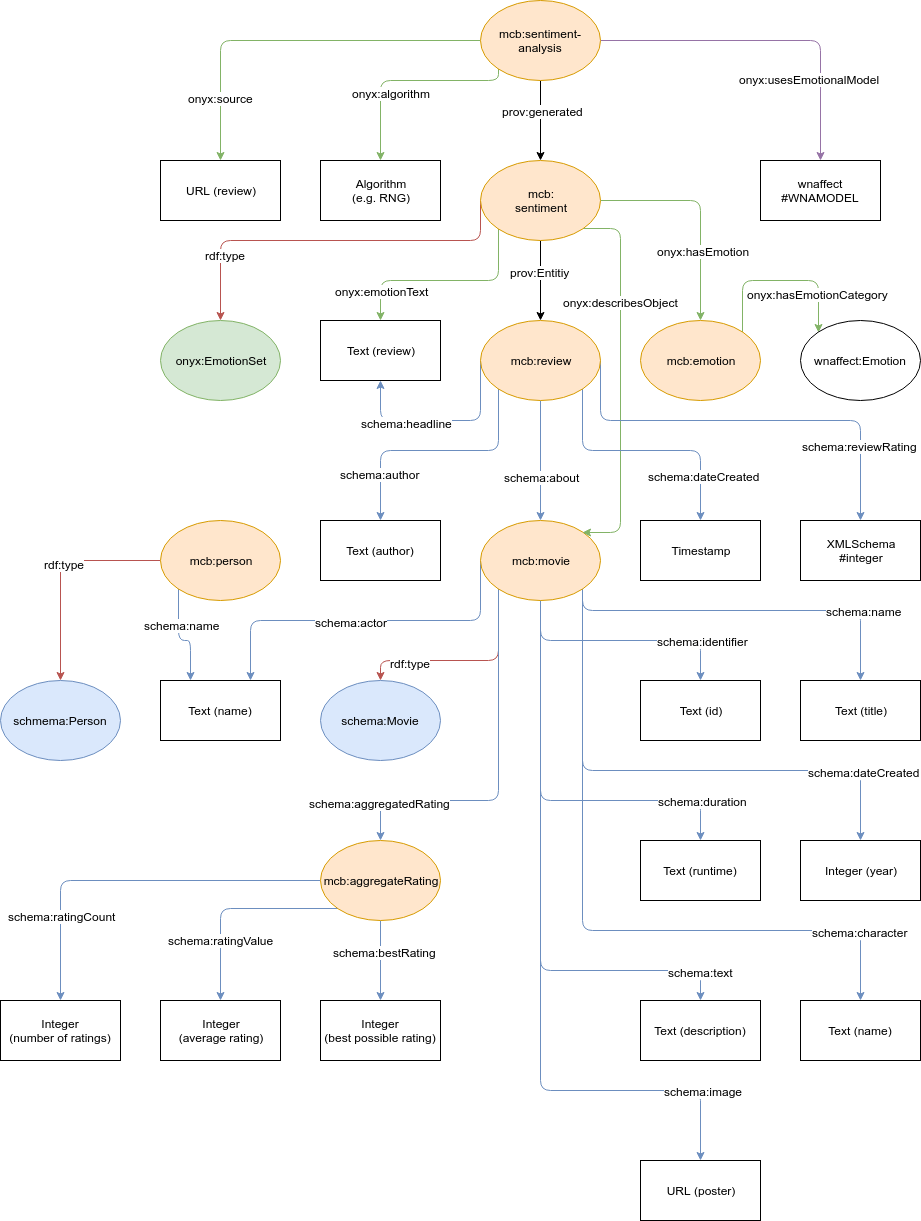 mcb:sentiment-
analysis
onyx:usesEmotionalModel
onyx:algorithm
onyx:source
prov:generated
URL (review)
Algorithm
(e.g. RNG)
mcb:
sentiment
wnaffect
#WNAMODEL
rdf:type
onyx:hasEmotion
prov:Entitiy
onyx:emotionText
onyx:hasEmotionCategory
onyx:describesObject
onyx:EmotionSet
Text (review)
mcb:review
mcb:emotion
wnaffect:Emotion
schema:headline
schema:reviewRating
schema:author
schema:about
schema:dateCreated
mcb:person
Text (author)
mcb:movie
Timestamp
XMLSchema
#integer
rdf:type
schema:name
schema:actor
schema:name
schema:identifier
rdf:type
schmema:Person
Text (name)
schema:Movie
Text (id)
Text (title)
schema:dateCreated
schema:aggregatedRating
schema:duration
mcb:aggregateRating
Text (runtime)
Integer (year)
schema:ratingCount
schema:ratingValue
schema:bestRating
schema:character
schema:text
Integer
(number of ratings)
Integer
(average rating)
Integer
(best possible rating)
Text (description)
Text (name)
schema:image
URL (poster)